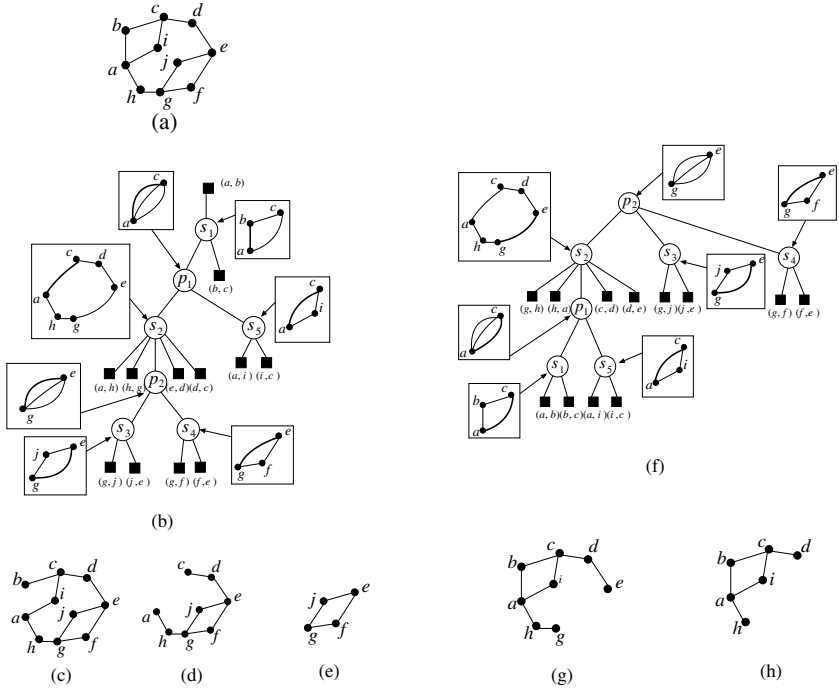 c
d
b
i
e
j
a
h
g
f
(a)
c
a
(a, b)
s1
b
c
a
(b, c)
p1
c
d
e
a
h
g
s2
s5
c
i
a
(a, h)
(h, g)
(e, d)
(d, c)
(a, i)
(i, c)
p2
e
g
s3
s4
j
e
g
e
f
g
(g, j)
(j, e)
(g, f)
(f, e)
(b)
e
g
p2
e
f
g
c
d
e
a
h
g
s2
s3
s4
j
e
g
(g, h)
(h, a)
(c, d)
(d, e)
(g, j)
(j, e)
(g, f)
(f, e)
p1
c
a
s1
s5
c
i
a
b
c
a
(a, b)
(b, c)
(a, i)
(i, c)
(f)
c
d
b
i
e
a
j
h
g
f
(c)
c
d
e
a
j
h
g
f
(d)
j
e
g
f
(e)
c
d
b
i
e
a
h
g
(g)
c
d
b
i
a
h
(h)